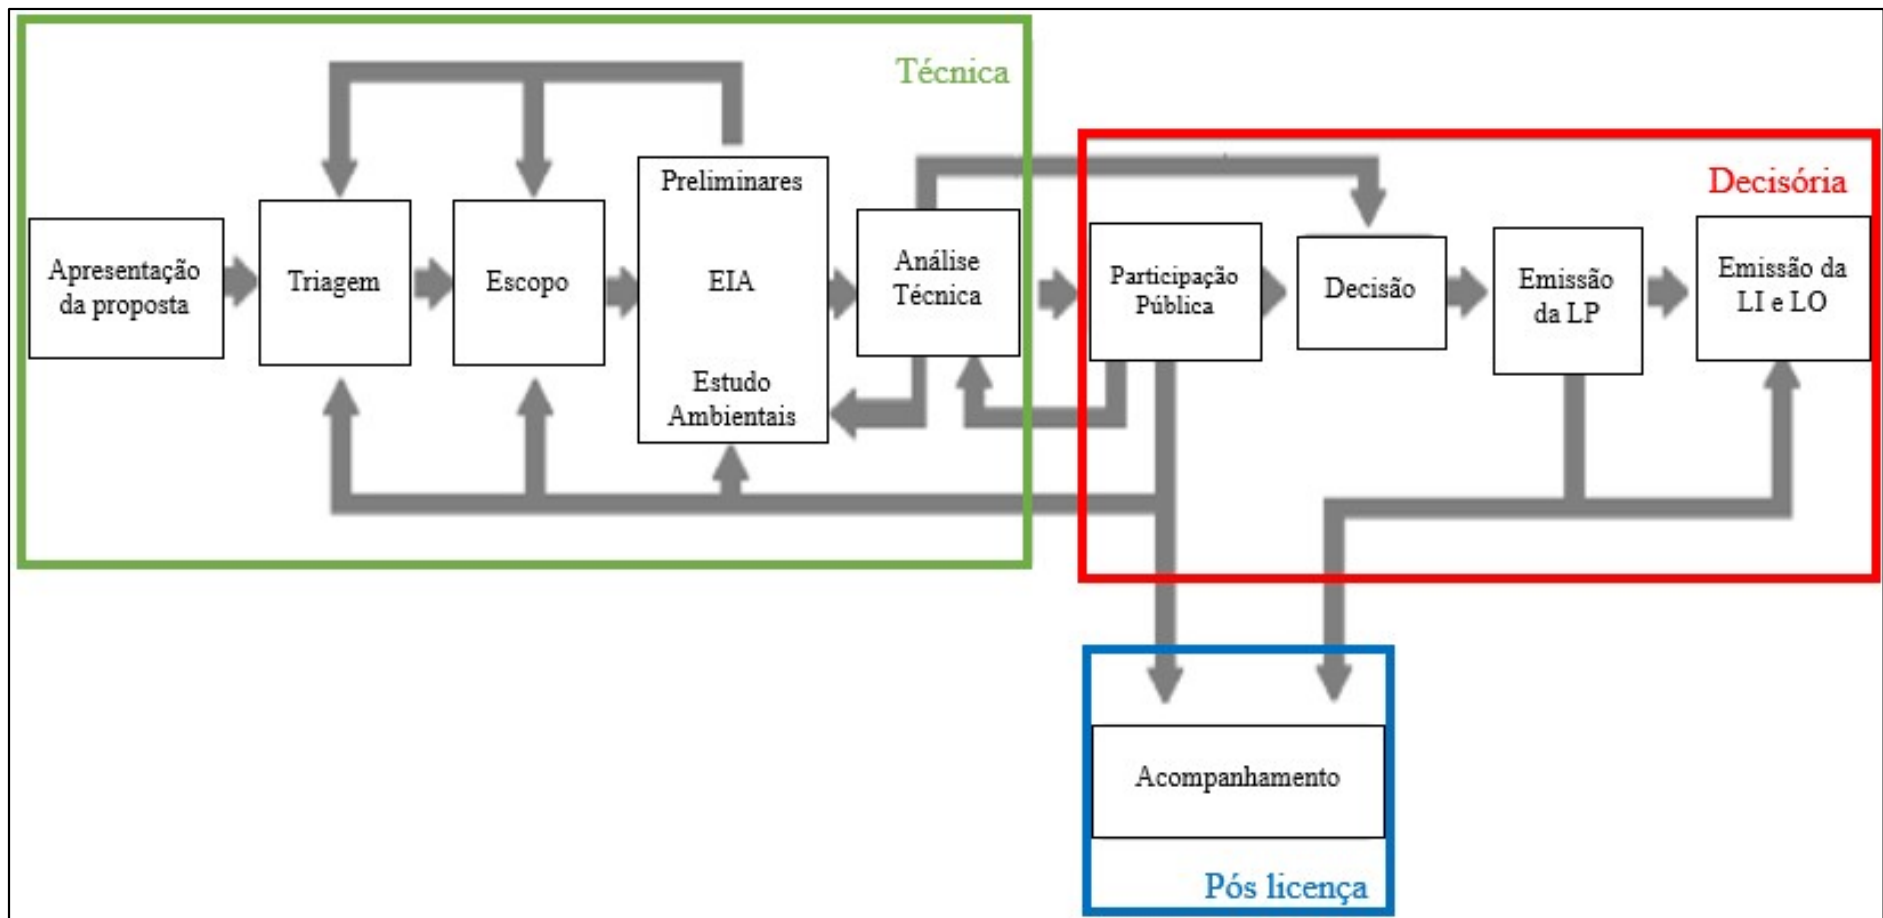 Técnica
Apresentação
da proposta
Triagem
Escopo
Preliminares
EIA
Estudo
Ambientais
Análise
Técnica
Decisória
Participação
Pública
Decisão
Emissão
da LP
Emissão da
LI e LO
Acompanhamento
Pós licença